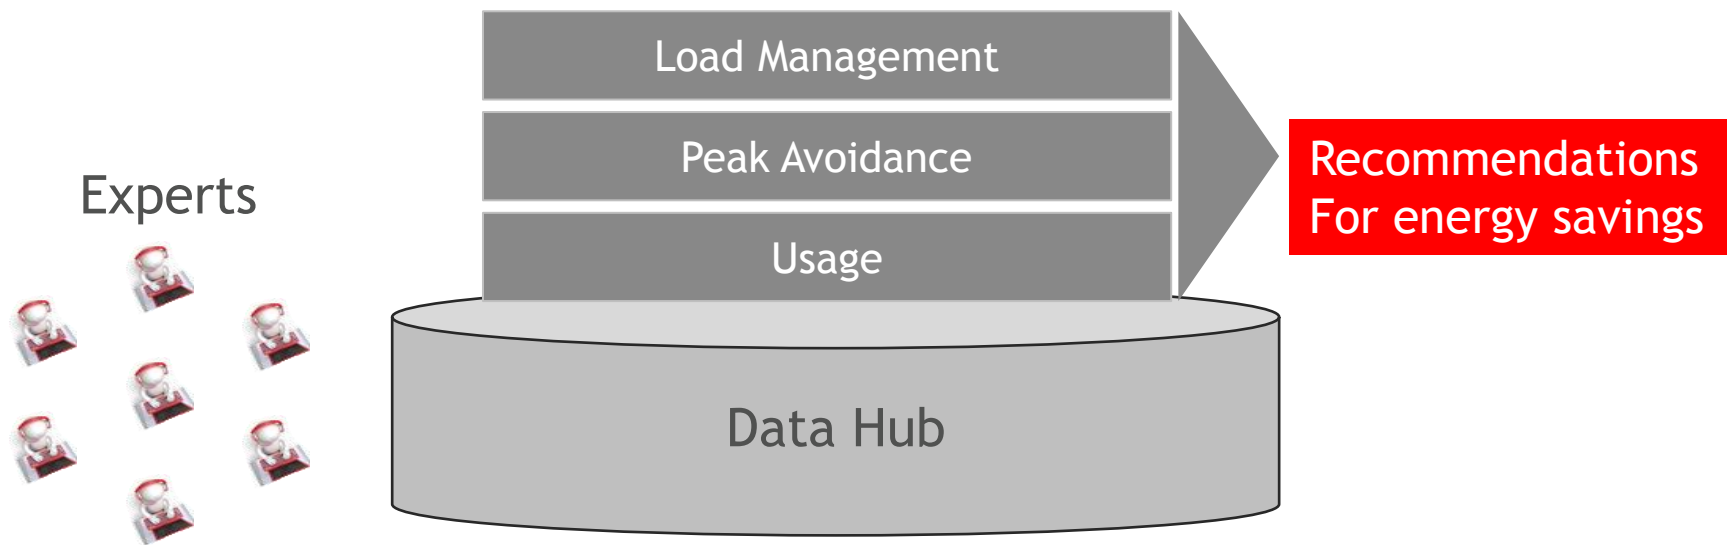 Load Management
Peak Avoidance
Usage
Experts
Recommendations
For energy savings
Data Hub